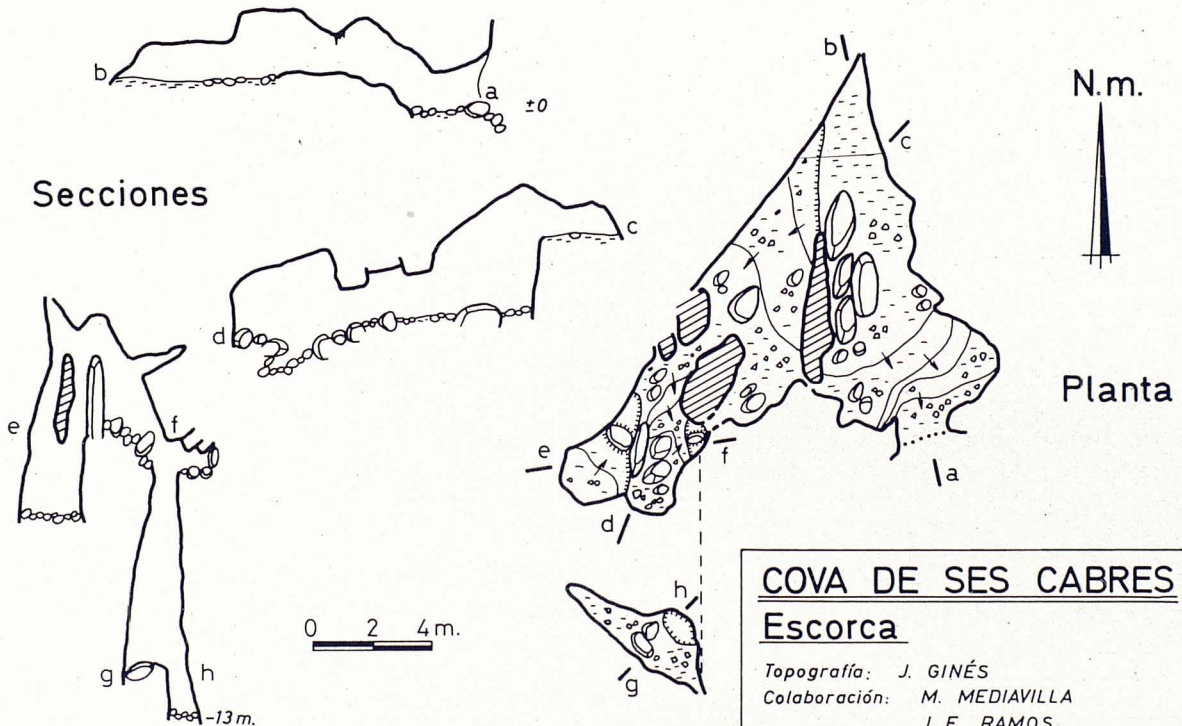 b
a
±0
Secciones
c
d
e
f
g
h
-13m.
0 2 4m.
b
c
N.m.
Planta
a
e
f
d
h
g
COVA DE SES CABRES
Escorca
Topografía: J. GINÉS
Colaboración: M. MEDIAVILLA